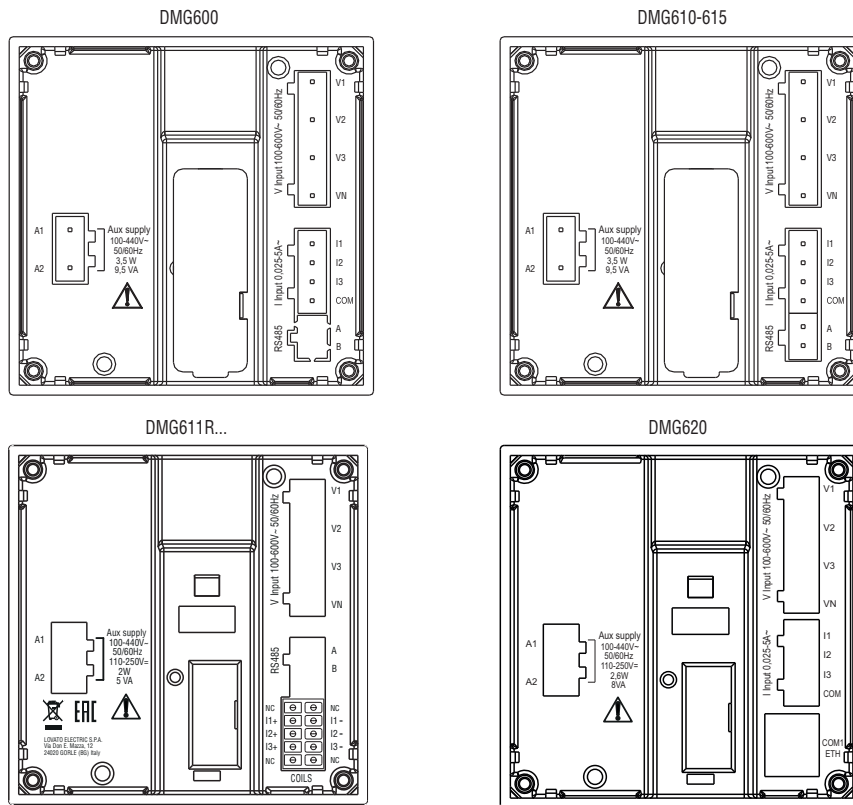 DMG600
V Input 100-600V~ 50/60Hz
V1
V2
V3
VN
A1
A2
Aux supply
100-440V~
50/60Hz
3,5 W
9,5 VA
I Input 0,025-5A~
I1
I2
I3
COM
RS485
A
B
DMG610-615
V Input 100-600V~ 50/60Hz
V1
V2
V3
VN
A1
A2
Aux supply
100-440V~
50/60Hz
3,5 W
9,5 VA
I Input 0,025-5A~
I1
I2
I3
COM
RS485
A
B
DMG611R...
V Input 100-600V~ 50/60Hz
V1
V2
V3
VN
A1
A2
Aux supply
100-440V~
50/60Hz
110-250V=
2W
5 VA
RS485
A
B
EAC
LOVATO ELECTRIC S.P.A.
Via Don E. Mazza, 12
24020 GORLE (BG) Italy
NC NC
I1+ I1-
I2+ I2-
I3+ I3-
NC NC
COILS
DMG620
V Input 100-600V~ 50/60Hz
V1
V2
V3
VN
A1
A2
Aux supply
100-440V~
50/60Hz
110-250V=
2,6W
8VA
I Input 0,025-5A~
I1
I2
I3
COM
COM1
ETH